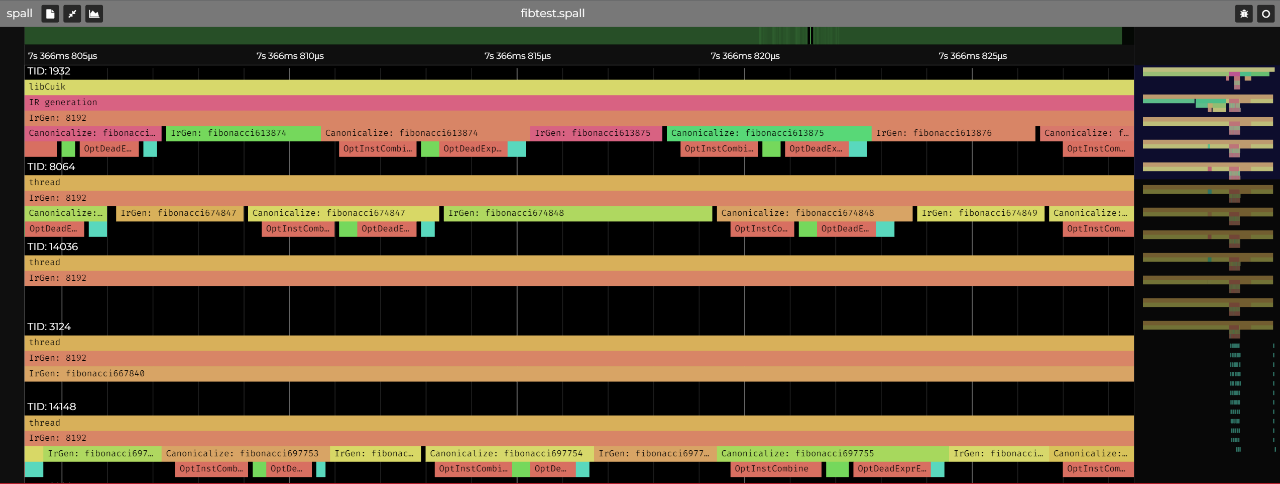 spall fibtest.spall
7s 366ms 805µs 7s 366ms 810µs 7s 366ms 815µs 7s 366ms 820µs 7s 366ms 825µs
TID: 1932
libCuik
IR generation
IrGen: 8192
Canonicalize: fibonacci… IrGen: fibonacci613874 Canonicalize: fibonacci613874 IrGen: fibonacci613875 Canonicalize: fibonacci613875 IrGen: fibonacci613876 Canonicalize: f…
OptDeadE… OptInstCombi… OptDeadExp… OptInstCombi… OptDeadEx… OptInstCom…
TID: 8064
thread
IrGen: 8192
Canonicalize:… IrGen: fibonacci674847 Canonicalize: fibonacci674847 IrGen: fibonacci674848 Canonicalize: fibonacci674848 IrGen: fibonacci674849 Canonicalize:…
OptDeadE… OptInstComb… OptDeadE… OptInstCo… OptDeadE… OptInstCom…
TID: 14036
thread
IrGen: 8192
TID: 3124
thread
IrGen: 8192
IrGen: fibonacci667840
TID: 14148
thread
IrGen: 8192
IrGen: fibonacci697… Canonicalize: fibonacci697753 IrGen: fibonac… Canonicalize: fibonacci697754 IrGen: fibonacci6977… Canonicalize: fibonacci697755 IrGen: fibonacci… Canonicalize:…
OptInstComb… OptDe… OptInstCombi… OptDe… OptInstCombine OptDeadExprE… OptInstCom…